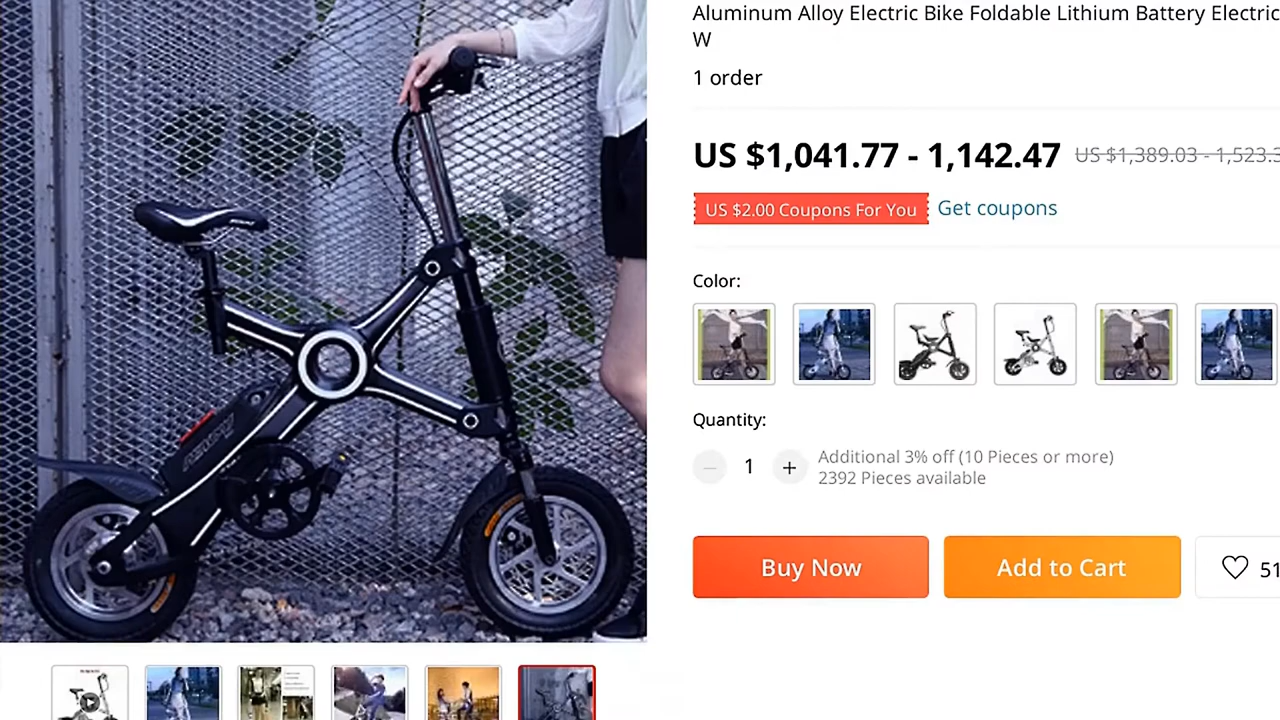 Aluminum Alloy Electric Bike Foldable Lithium Battery Electric
W
1 order
US $1,041.77 - 1,142.47 US $1,389.03 - 1,523.3
US $2.00 Coupons For You Get coupons
Color:
Quantity:
1 + Additional 3% off (10 Pieces or more)
2392 Pieces available
Buy Now
Add to Cart
51